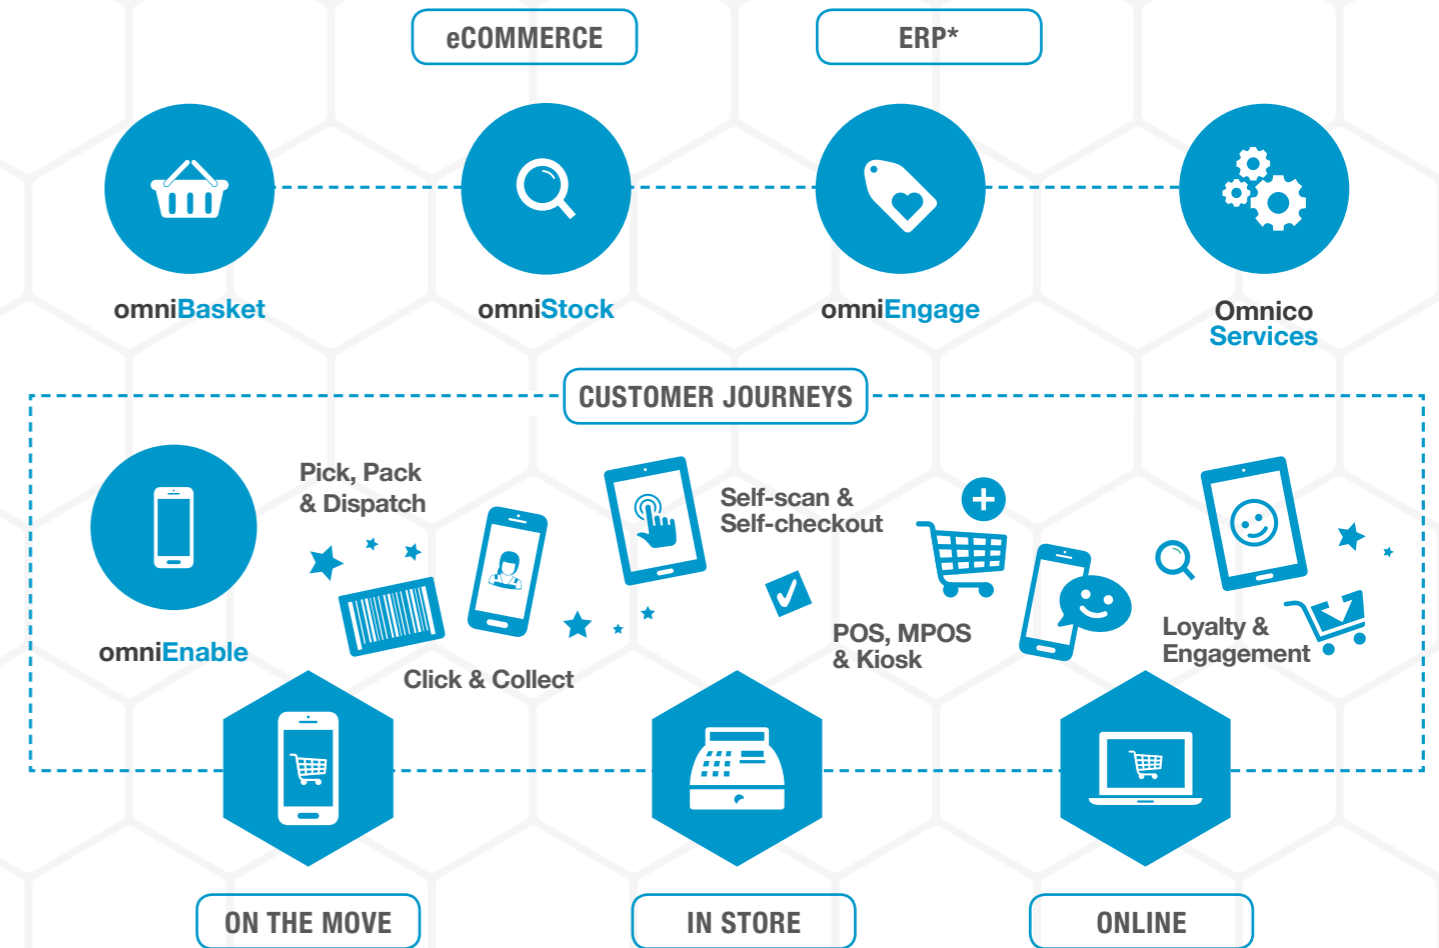 eCOMMERCE
ERP*
omniBasket
omniStock
omniEngage
Omnico
Services
CUSTOMER JOURNEYS
omniEnable
Pick, Pack
& Dispatch
Click & Collect
Self-scan &
Self-checkout
POS, MPOS
& Kiosk
Loyalty &
Engagement
ON THE MOVE
IN STORE
ONLINE